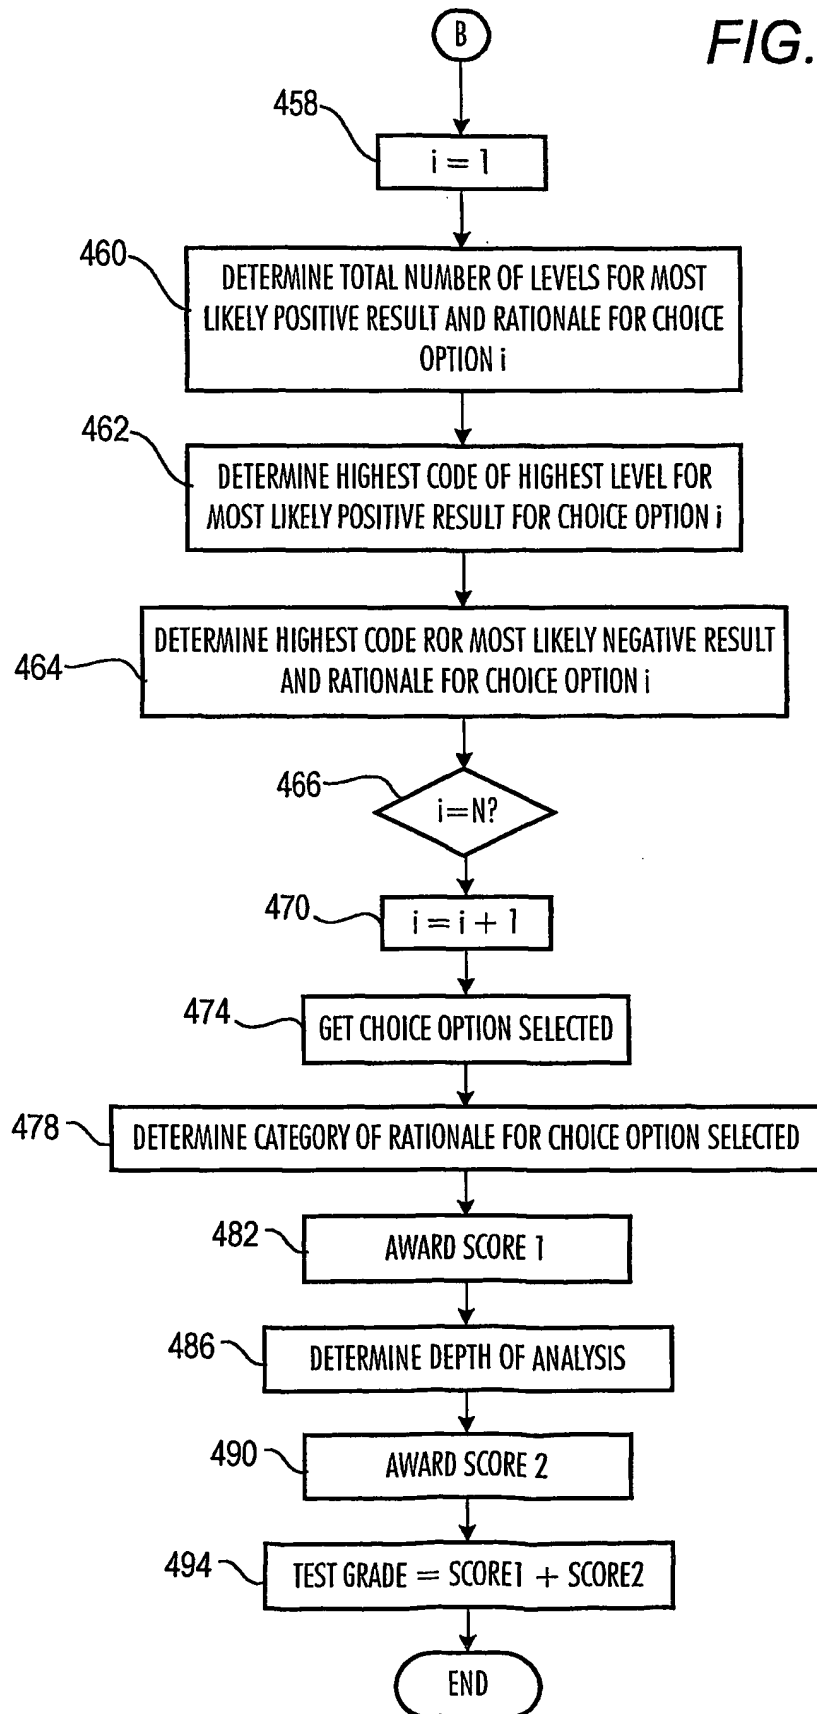 B
FIG.
458
i = 1
460
DETERMINE TOTAL NUMBER OF LEVELS FOR MOST
LIKELY POSITIVE RESULT AND RATIONALE FOR CHOICE
OPTION i
462
DETERMINE HIGHEST CODE OF HIGHEST LEVEL FOR
MOST LIKELY POSITIVE RESULT FOR CHOICE OPTION i
464
DETERMINE HIGHEST CODE ROR MOST LIKELY NEGATIVE RESULT
AND RATIONALE FOR CHOICE OPTION i
466
i=N?
470
i = i + 1
474
GET CHOICE OPTION SELECTED
478
DETERMINE CATEGORY OF RATIONALE FOR CHOICE OPTION SELECTED
482
AWARD SCORE 1
486
DETERMINE DEPTH OF ANALYSIS
490
AWARD SCORE 2
494
TEST GRADE = SCORE1 + SCORE2
END